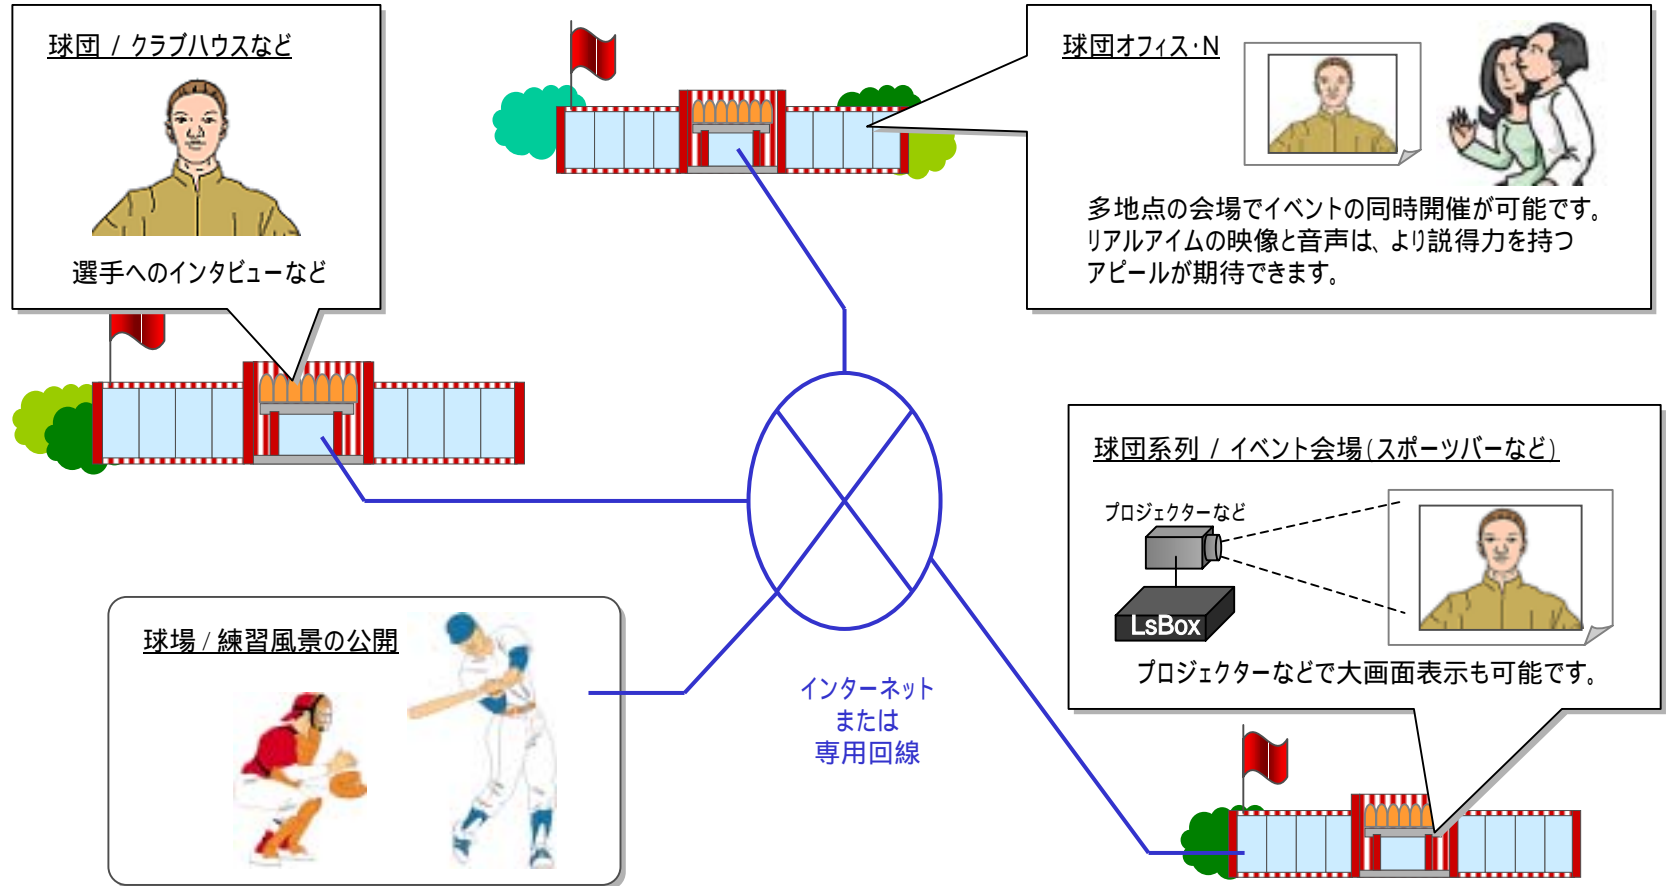 球団 / クラブハウスなど
選手へのインタビューなど
球団オフィス・N
多地点の会場でイベントの同時開催が可能です。
リアルアイムの映像と音声は、より説得力を持つ
アピールが期待できます。
球団系列 / イベント会場(スポーツバーなど)
プロジェクターなど
LsBox
プロジェクターなどで大画面表示も可能です。
球場 / 練習風景の公開
インターネット
または
専用回線